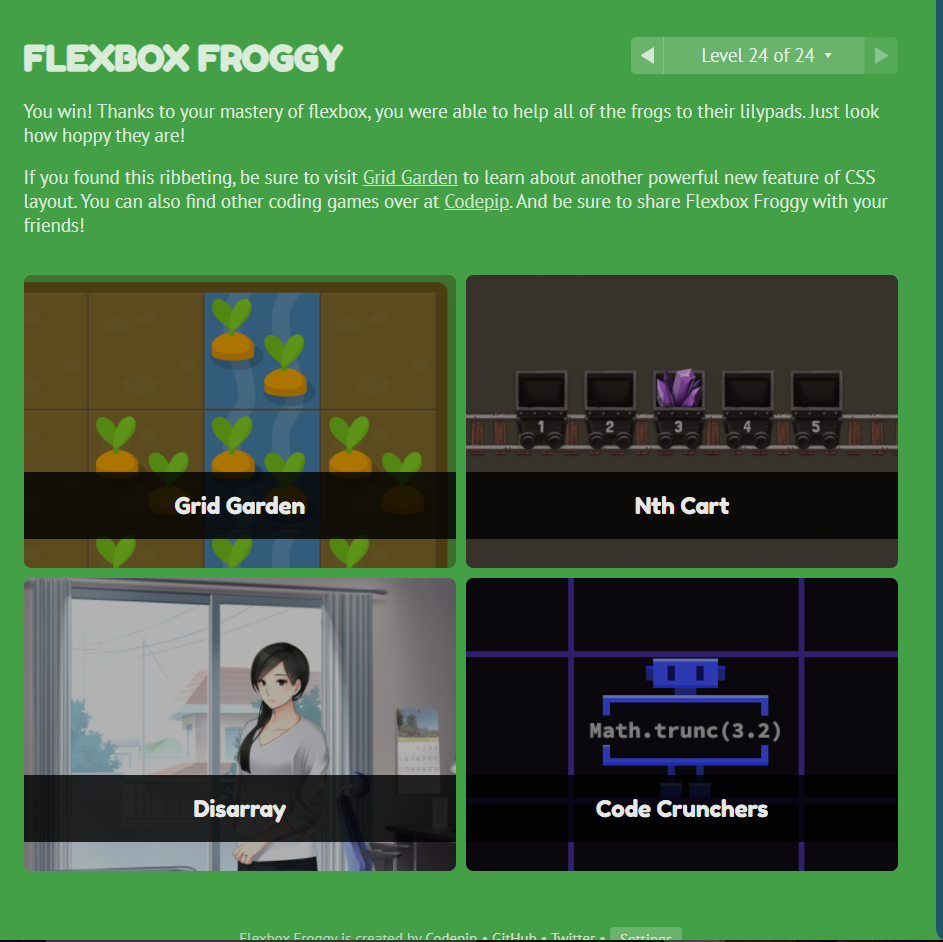 FLEXBOX FROGGY
Level 24 of 24
You win! Thanks to your mastery of flexbox, you were able to help all of the frogs to their lilypads. Just look
how hoppy they are!
If you found this ribbeting, be sure to visit Grid Garden to learn about another powerful new feature of CSS
layout. You can also find other coding games over at Codepip. And be sure to share Flexbox Froggy with your
friends!
1 2 3 4 5
Grid Garden
Nth Cart
Math.trunc(3.2)
Disarray
Code Crunchers
Flexbox Froggy is created by Codepip • GitHub • Twitter • Settings